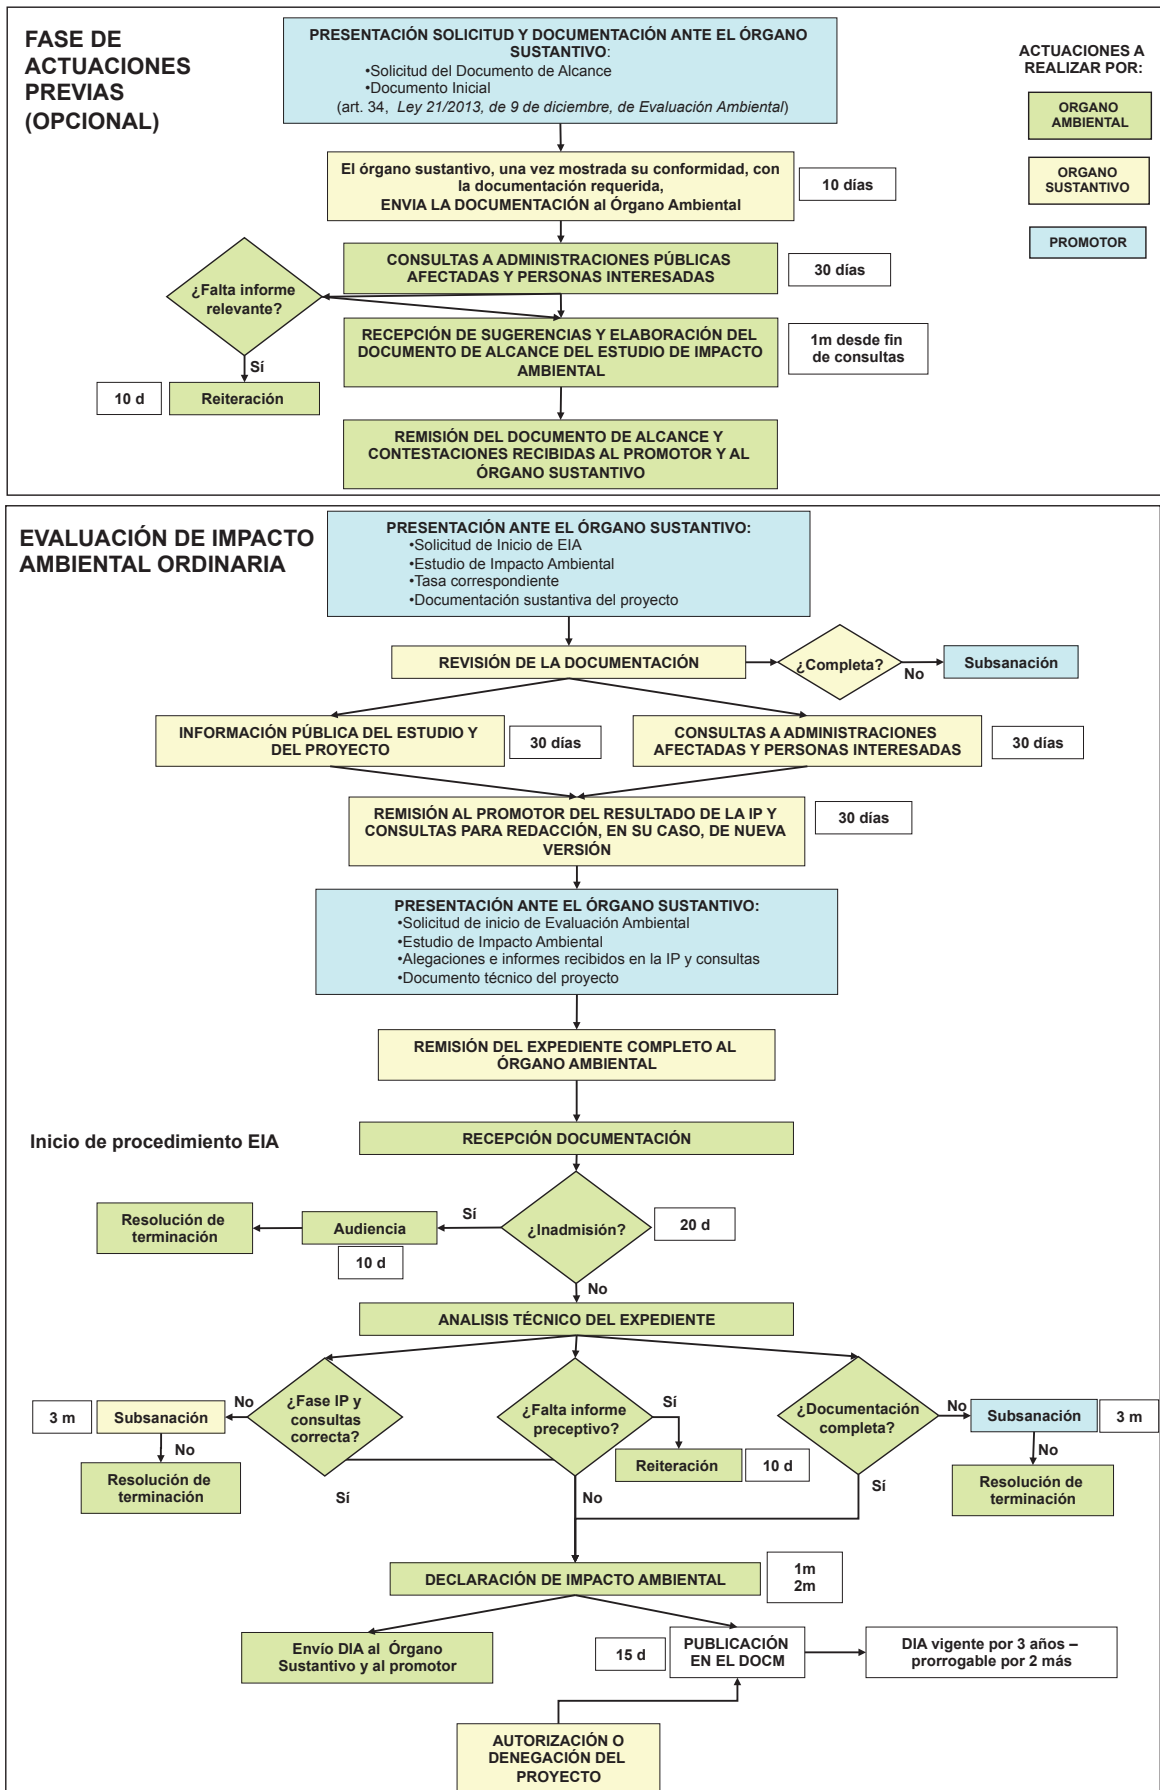 FASE DE
ACTUACIONES
PREVIAS
(OPCIONAL)
PRESENTACIÓN SOLICITUD Y DOCUMENTACIÓN ANTE EL ÓRGANO
SUSTANTIVO:
•Solicitud del Documento de Alcance
•Documento Inicial
(art. 34, Ley 21/2013, de 9 de diciembre, de Evaluación Ambiental)
ACTUACIONES A
REALIZAR POR:
ORGANO
AMBIENTAL
ORGANO
SUSTANTIVO
PROMOTOR
El órgano sustantivo, una vez mostrada su conformidad, con
la documentación requerida,
ENVIA LA DOCUMENTACIÓN al Órgano Ambiental
10 días
CONSULTAS A ADMINISTRACIONES PÚBLICAS
AFECTADAS Y PERSONAS INTERESADAS
30 días
¿Falta informe
relevante?
RECEPCIÓN DE SUGERENCIAS Y ELABORACIÓN DEL
DOCUMENTO DE ALCANCE DEL ESTUDIO DE IMPACTO
AMBIENTAL
1m desde fin
de consultas
Sí
10 d
Reiteración
REMISIÓN DEL DOCUMENTO DE ALCANCE Y
CONTESTACIONES RECIBIDAS AL PROMOTOR Y AL
ÓRGANO SUSTANTIVO
EVALUACIÓN DE IMPACTO
AMBIENTAL ORDINARIA
PRESENTACIÓN ANTE EL ÓRGANO SUSTANTIVO:
•Solicitud de Inicio de EIA
•Estudio de Impacto Ambiental
•Tasa correspondiente
•Documentación sustantiva del proyecto
REVISIÓN DE LA DOCUMENTACIÓN
¿Completa?
No
Subsanación
INFORMACIÓN PÚBLICA DEL ESTUDIO Y
DEL PROYECTO
30 días
CONSULTAS A ADMINISTRACIONES
AFECTADAS Y PERSONAS INTERESADAS
30 días
REMISIÓN AL PROMOTOR DEL RESULTADO DE LA IP Y
CONSULTAS PARA REDACCIÓN, EN SU CASO, DE NUEVA
VERSIÓN
30 días
PRESENTACIÓN ANTE EL ÓRGANO SUSTANTIVO:
•Solicitud de inicio de Evaluación Ambiental
•Estudio de Impacto Ambiental
•Alegaciones e informes recibidos en la IP y consultas
•Documento técnico del proyecto
REMISIÓN DEL EXPEDIENTE COMPLETO AL
ÓRGANO AMBIENTAL
Inicio de procedimiento EIA
RECEPCIÓN DOCUMENTACIÓN
¿Inadmisión?
20 d
Sí
Audiencia
10 d
Resolución de
terminación
No
ANALISIS TÉCNICO DEL EXPEDIENTE
¿Fase IP y
consultas
correcta?
No
Subsanación
3 m
No
Resolución de
terminación
Sí
¿Falta informe
preceptivo?
Sí
Reiteración
10 d
No
¿Documentación
completa?
No
Subsanación
3 m
No
Resolución de
terminación
Sí
DECLARACIÓN DE IMPACTO AMBIENTAL
1m
2m
Envío DIA al Órgano
Sustantivo y al promotor
15 d
PUBLICACIÓN
EN EL DOCM
DIA vigente por 3 años –
prorrogable por 2 más
AUTORIZACIÓN O
DENEGACIÓN DEL
PROYECTO